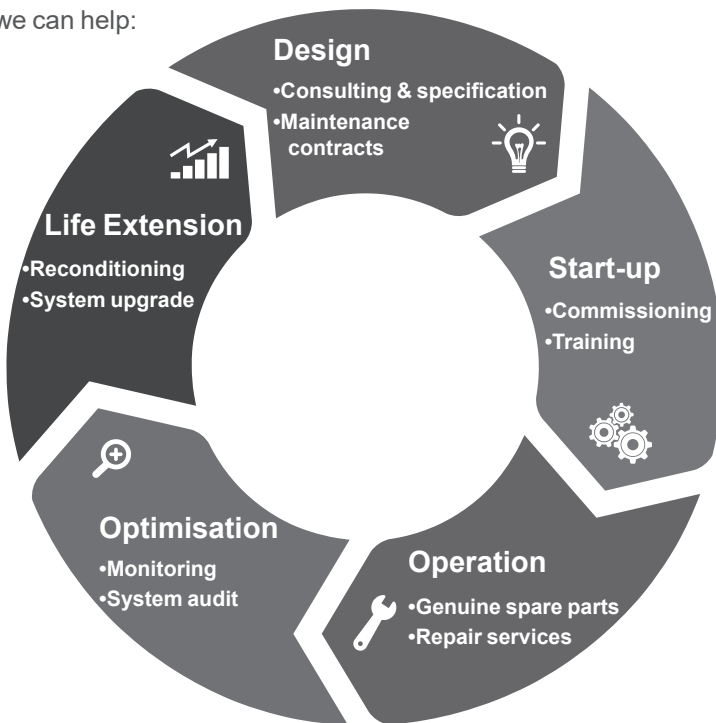 we can help:
Design
•Consulting & specification
•Maintenance
contracts
Start-up
•Commissioning
•Training
Operation
•Genuine spare parts
•Repair services
Optimisation
•Monitoring
•System audit
Life Extension
•Reconditioning
•System upgrade